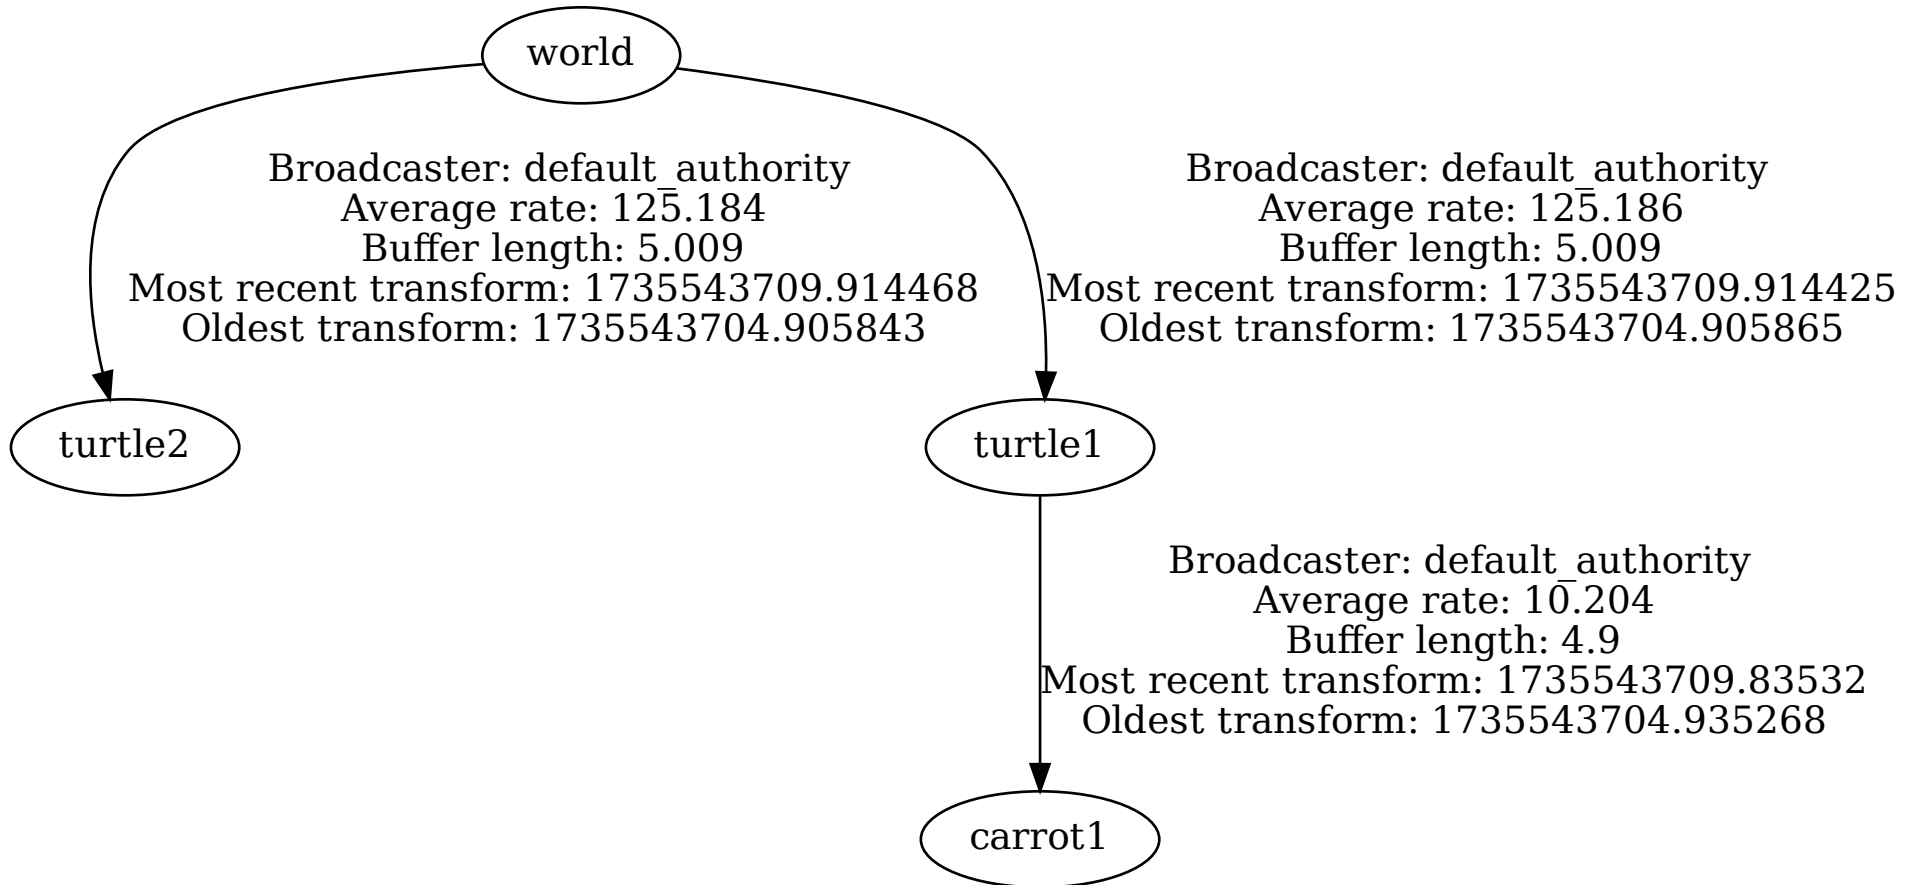 world
Broadcaster: default_authority
Average rate: 125.184
Buffer length: 5.009
Most recent transform: 1735543709.914468
Oldest transform: 1735543704.905843
Broadcaster: default_authority
Average rate: 125.186
Buffer length: 5.009
Most recent transform: 1735543709.914425
Oldest transform: 1735543704.905865
turtle2
turtle1
Broadcaster: default_authority
Average rate: 10.204
Buffer length: 4.9
Most recent transform: 1735543709.83532
Oldest transform: 1735543704.935268
carrot1